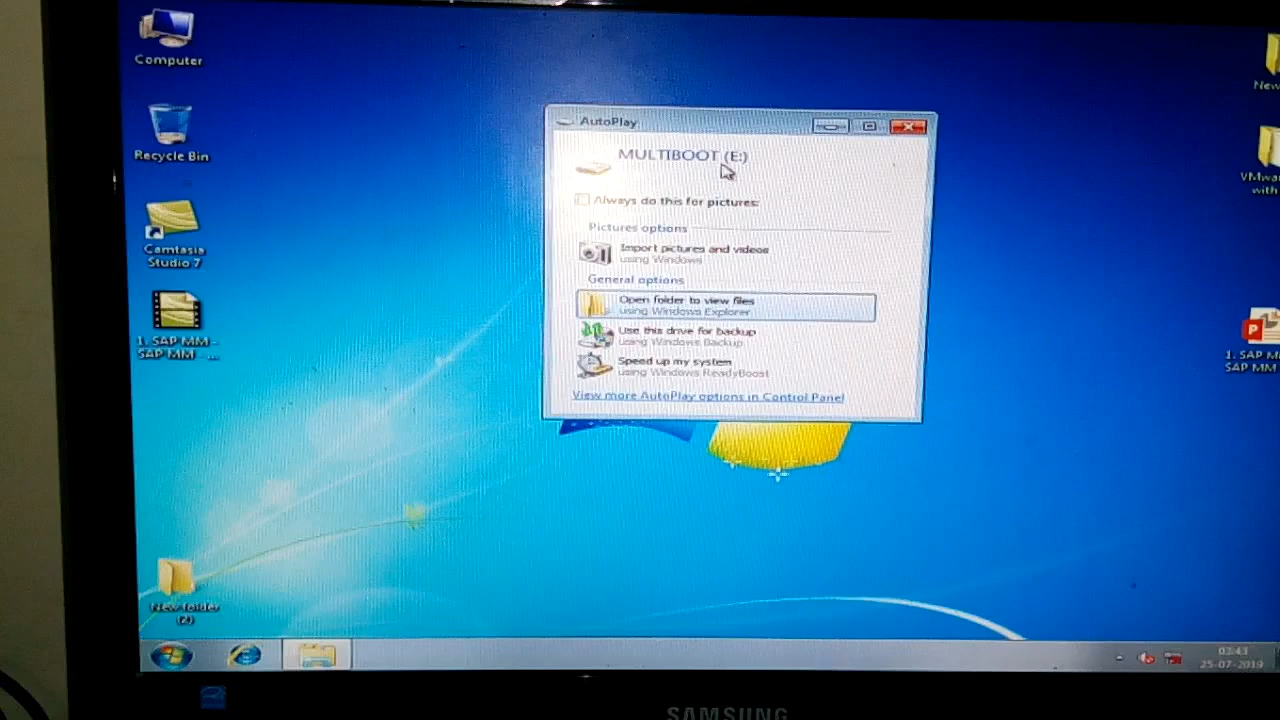 Computer
Recycle Bin
Camtasia
Studio 7
1. SAP MM -
SAP MM - ...
New folder
(2)
AutoPlay
MULTIBOOT (E:)
Always do this for pictures:
Pictures options
Import pictures and videos
using Windows
General options
Open folder to view files
using Windows Explorer
Use this drive for backup
using Windows Backup
Speed up my system
using Windows ReadyBoost
View more AutoPlay options in Control Panel
New
VMwa
with
P
1. SAP M
SAP MM
03:43
25-07-2019
SAMSUNG